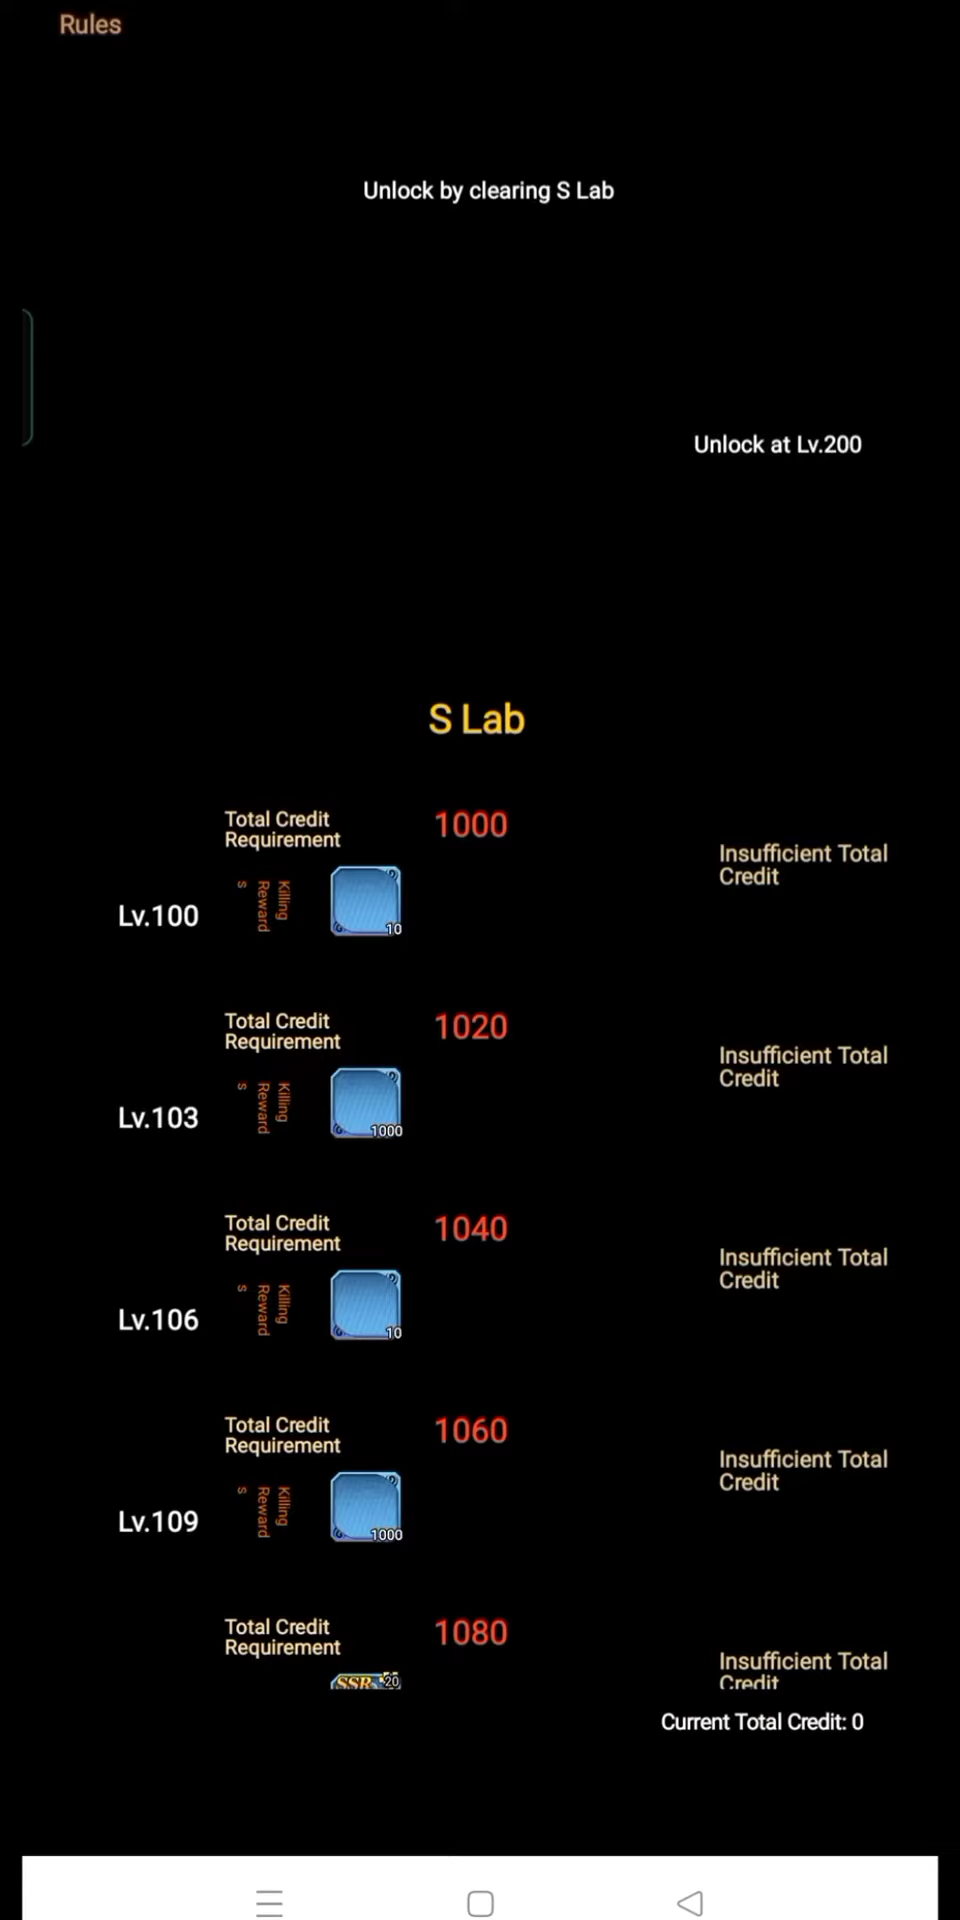 Rules
Unlock by clearing S Lab
Unlock at Lv.200
S Lab
Total Credit
Requirement
1000
Insufficient Total
Credit
Killing
Reward
s
Lv.100
10
Total Credit
Requirement
1020
Insufficient Total
Credit
Killing
Reward
s
Lv.103
1000
Total Credit
Requirement
1040
Insufficient Total
Credit
Killing
Reward
s
Lv.106
10
Total Credit
Requirement
1060
Insufficient Total
Credit
Killing
Reward
s
Lv.109
1000
Total Credit
Requirement
1080
Insufficient Total
Credit
SSR
20
Current Total Credit: 0